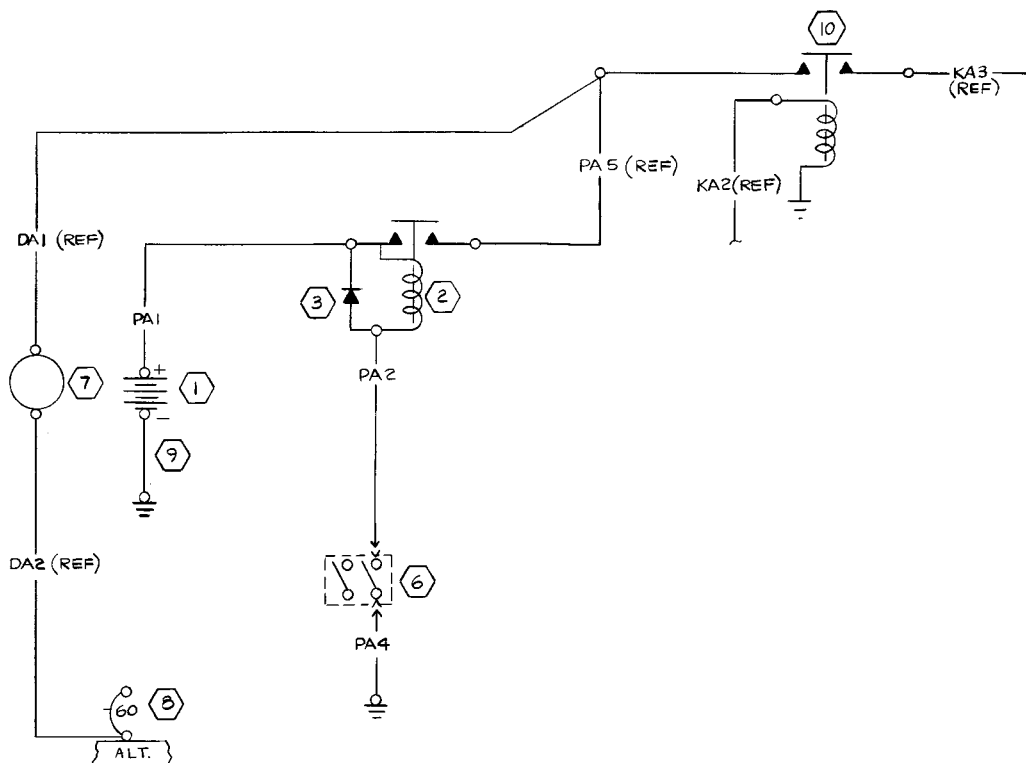 10
KA3
(REF)
PA5 (REF)
KA2 (REF)
DA1 (REF)
3
2
PA1
+
7
1
PA2
−
9
DA2 (REF)
6
PA4
8
60
ALT.